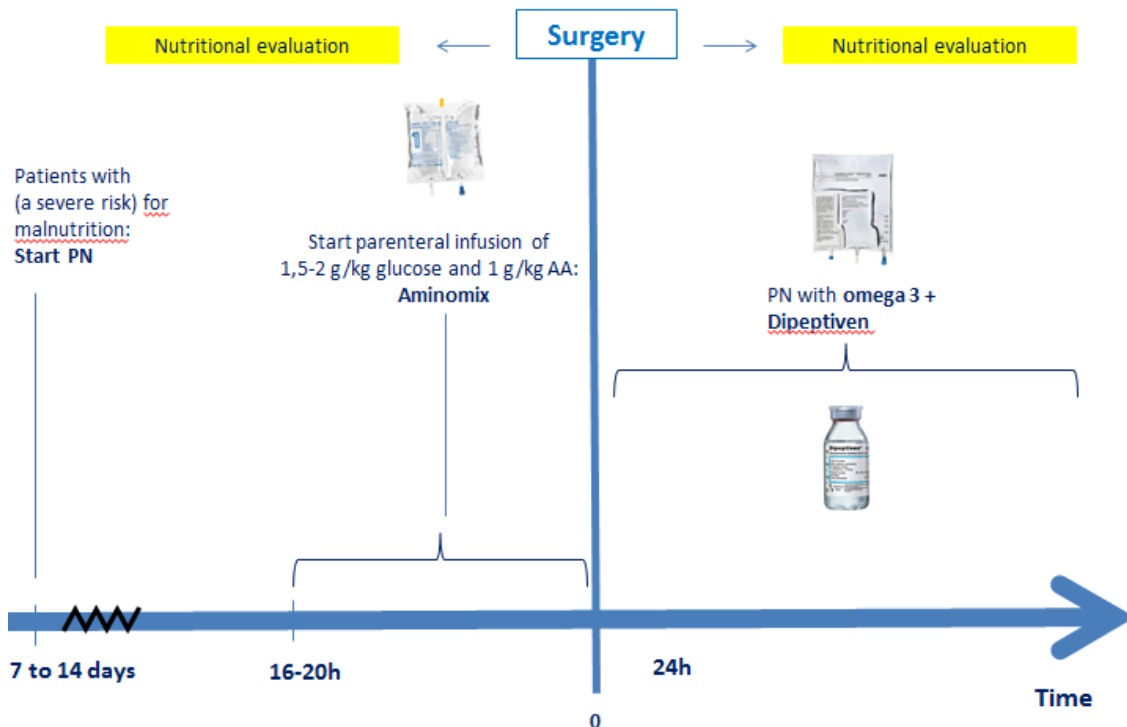 Nutritional evaluation
Surgery
Nutritional evaluation
Patients with
(a severe risk) for
malnutrition:
Start PN
Start parenteral infusion of
1,5-2 g/kg glucose and 1 g/kg AA:
Aminomix
PN with omega 3 +
Dipeptiven
Dipeptiven
7 to 14 days
16-20h
24h
Time
0